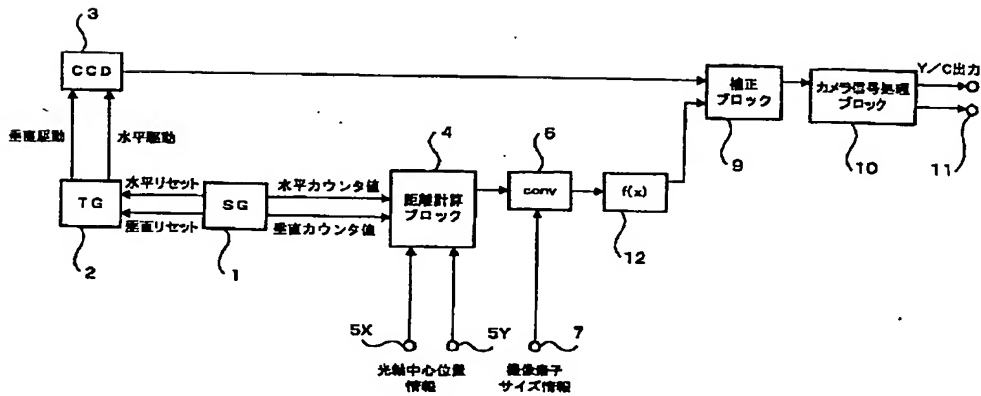 3
CCD
垂直駆動
水平駆動
TG
2
水平リセット
垂直リセット
SG
1
水平カウンタ値
垂直カウンタ値
4
距離計算
ブロック
6
conv
f(x)
12
補正
ブロック
9
カメラ信号処理
ブロック
10
Y/C出力
11
5X
5Y
光軸中心位置
情報
7
撮像素子
サイズ情報